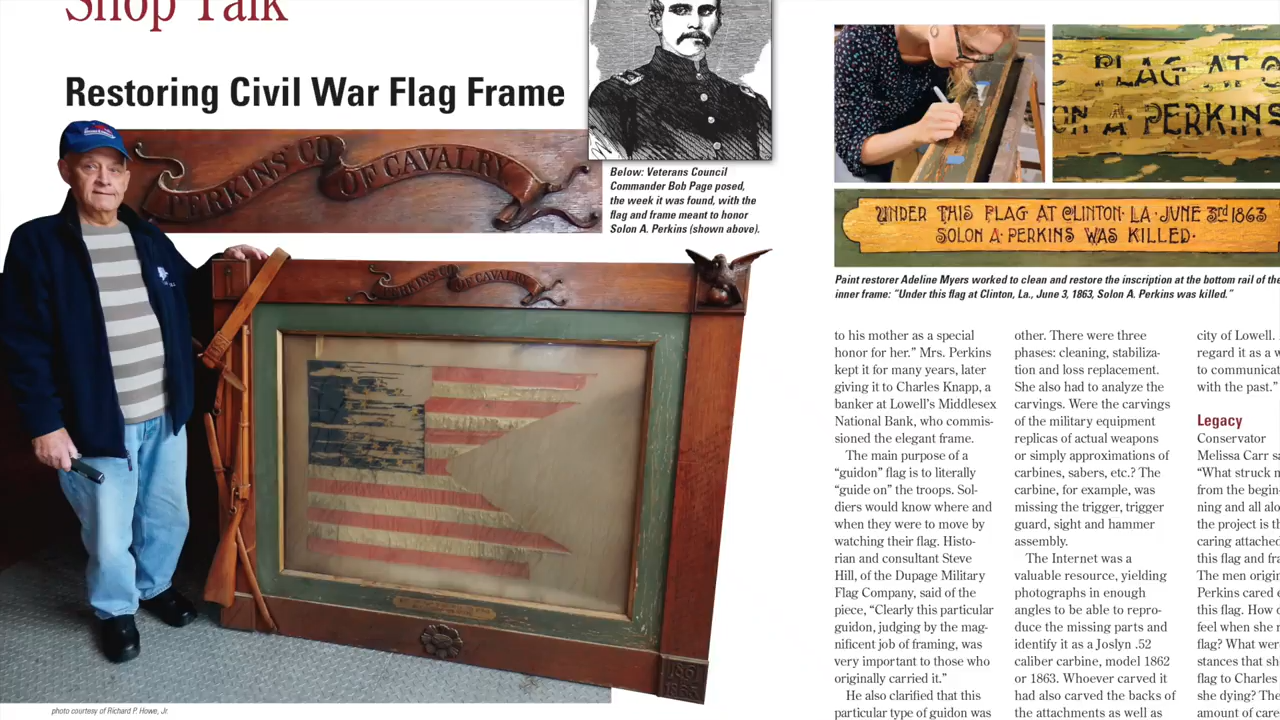 Shop Talk
Restoring Civil War Flag Frame
PERKINS' CO
OF CAVALRY
Below: Veterans Council
Commander Bob Page posed,
the week it was found, with the
flag and frame meant to honor
Solon A. Perkins (shown above).
PERKINS' CO
OF CAVALRY
1861
1865
photo courtesy of Richard P. Howe, Jr.
FLAG AT C
ON A· PERKINS
UNDER THIS FLAG AT CLINTON· LA· JUNE 3rd 1863
SOLON A· PERKINS WAS KILLED·
Paint restorer Adeline Myers worked to clean and restore the inscription at the bottom rail of the
inner frame: "Under this flag at Clinton, La., June 3, 1863, Solon A. Perkins was killed."
to his mother as a special
honor for her." Mrs. Perkins
kept it for many years, later
giving it to Charles Knapp, a
banker at Lowell's Middlesex
National Bank, who commis-
sioned the elegant frame.
The main purpose of a
"guidon" flag is to literally
"guide on" the troops. Sol-
diers would know where and
when they were to move by
watching their flag. Histo-
rian and consultant Steve
Hill, of the Dupage Military
Flag Company, said of the
piece, "Clearly this particular
guidon, judging by the mag-
nificent job of framing, was
very important to those who
originally carried it."
He also clarified that this
particular type of guidon was
other. There were three
phases: cleaning, stabiliza-
tion and loss replacement.
She also had to analyze the
carvings. Were the carvings
of the military equipment
replicas of actual weapons
or simply approximations of
carbines, sabers, etc.? The
carbine, for example, was
missing the trigger, trigger
guard, sight and hammer
assembly.
The Internet was a
valuable resource, yielding
photographs in enough
angles to be able to repro-
duce the missing parts and
identify it as a Joslyn .52
caliber carbine, model 1862
or 1863. Whoever carved it
had also carved the backs of
the attachments as well as
city of Lowell.
regard it as a
to communicat
with the past."
Legacy
Conservator
Melissa Carr
"What struck
from the begin-
ning and all
the project is
caring attached
this flag and
The men
Perkins cared
this flag. How
feel when she
flag? What
stances that
flag to Charles
she dying? The
amount of